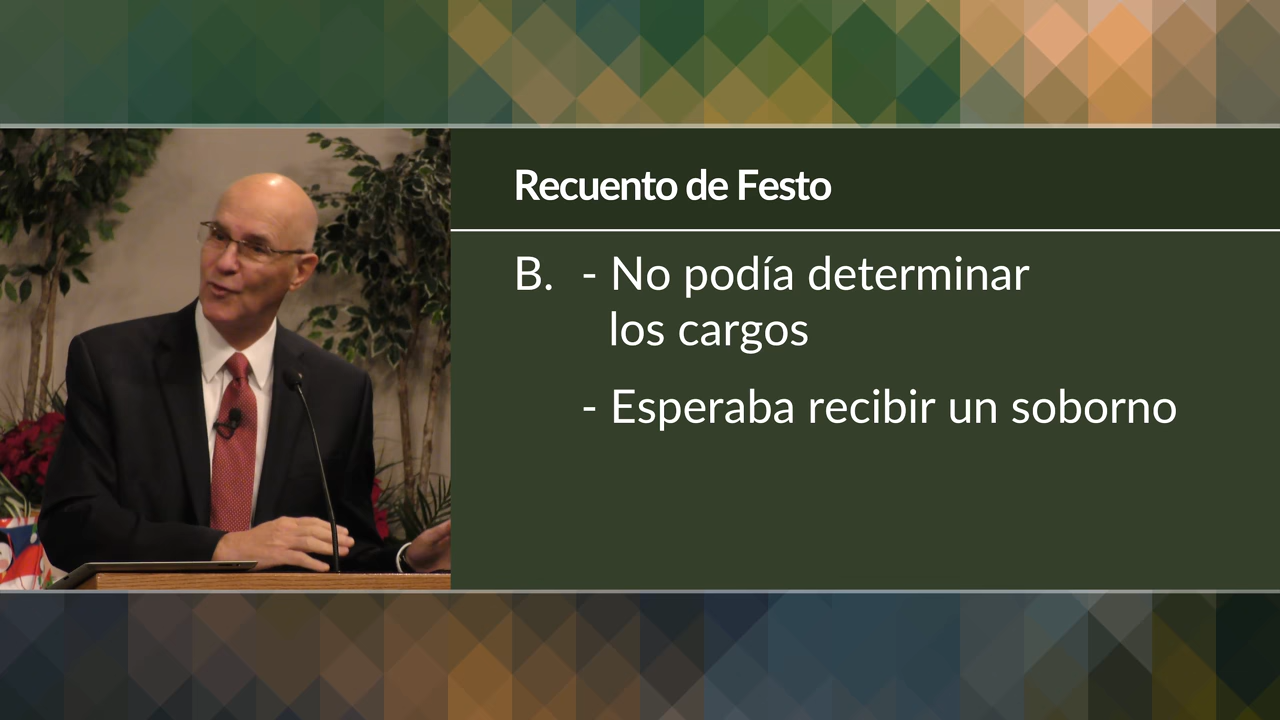 Recuento de Festo
B. - No podía determinar
los cargos
- Esperaba recibir un soborno